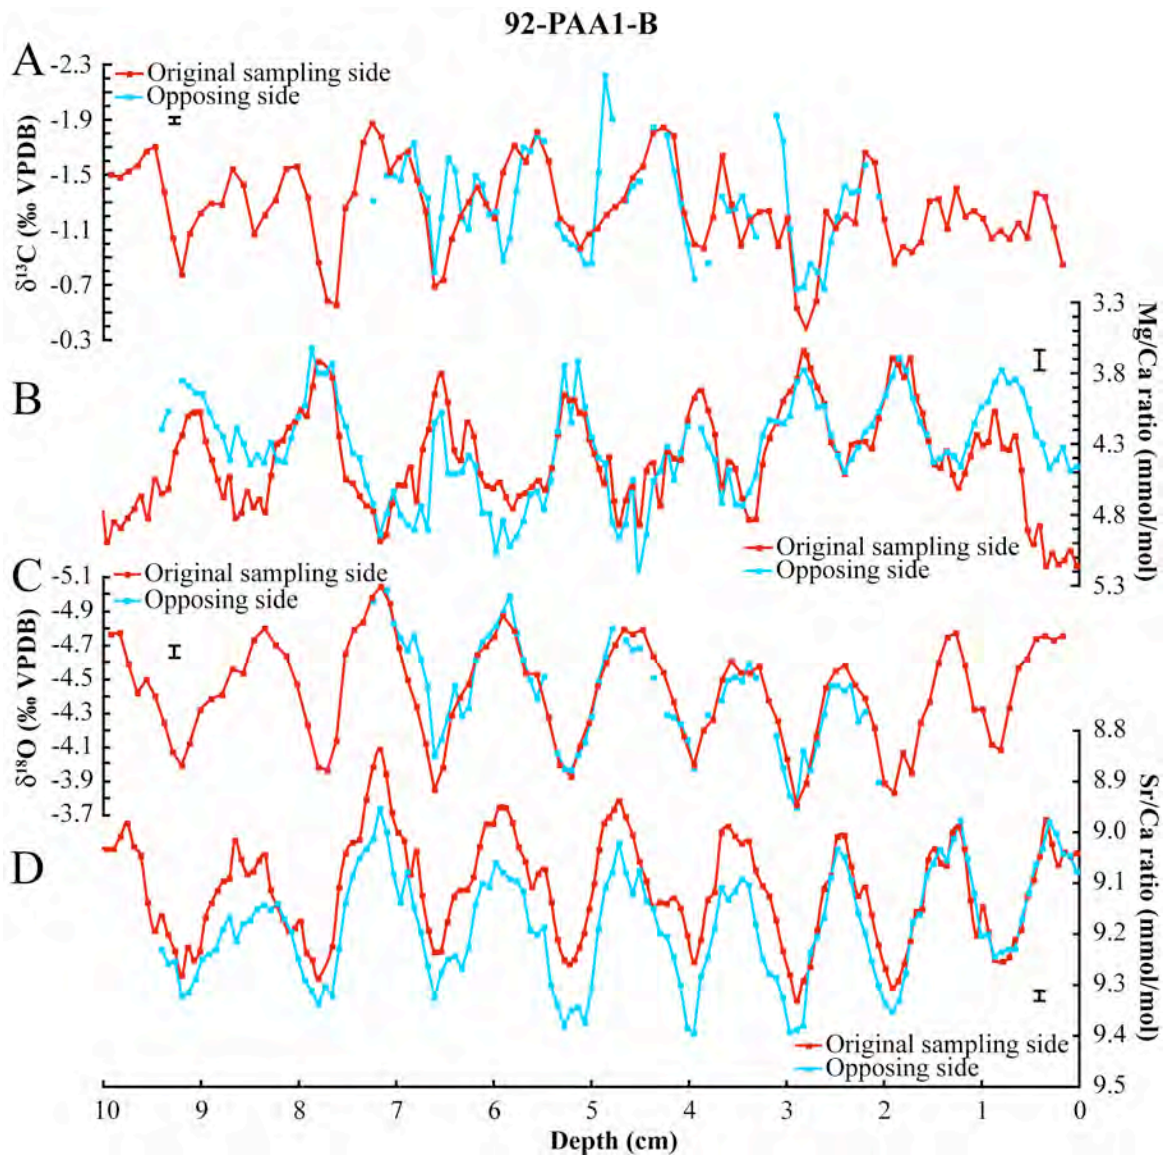 92-PAA1-B
A
Original sampling side
Opposing side
δ¹³C (‰ VPDB)
-2.3
-1.9
-1.5
-1.1
-0.7
-0.3
B
Mg/Ca ratio (mmol/mol)
3.3
3.8
4.3
4.8
5.3
Original sampling side
Opposing side
C
Original sampling side
Opposing side
δ¹⁸O (‰ VPDB)
-5.1
-4.9
-4.7
-4.5
-4.3
-4.1
-3.9
-3.7
D
Sr/Ca ratio (mmol/mol)
8.8
8.9
9.0
9.1
9.2
9.3
9.4
9.5
Original sampling side
Opposing side
10 9 8 7 6 5 4 3 2 1 0
Depth (cm)